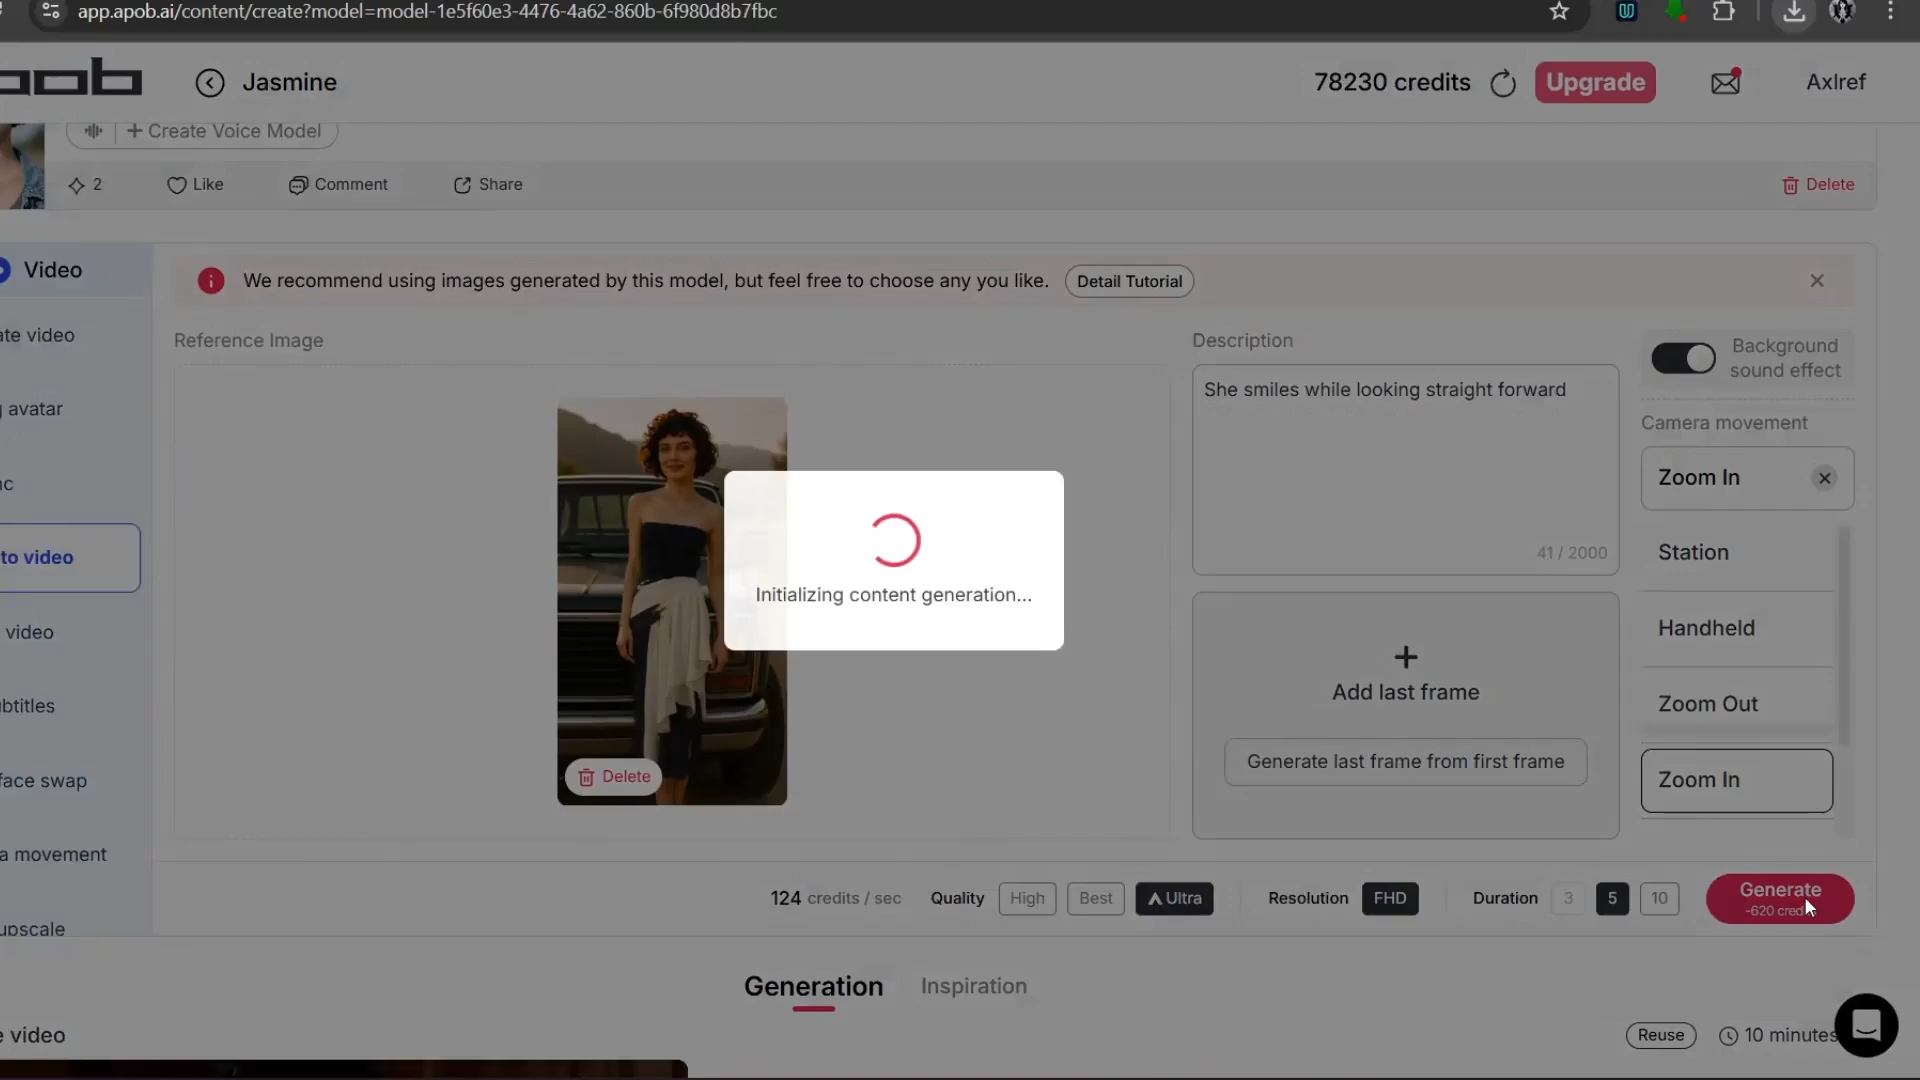 app.apob.ai/content/create?model=model-1e5f60e3-4476-4a62-860b-6f980d8b7fbc
Jasmine
78230 credits
Upgrade
Axlref
+ Create Voice Model
2
Like
Comment
Share
Delete
Video
We recommend using images generated by this model, but feel free to choose any you like.
Detail Tutorial
ate video
Reference Image
Description
Background
sound effect
She smiles while looking straight forward
g avatar
Camera movement
nc
Zoom In
to video
Station
41 / 2000
Initializing content generation...
Handheld
video
Add last frame
Zoom Out
btitles
Generate last frame from first frame
face swap
Delete
Zoom In
a movement
124 credits / sec
Quality
High
Best
Ultra
Resolution
FHD
Duration
3
5
10
Generate
upscale
Generation
Inspiration
e video
Reuse
10 minutes